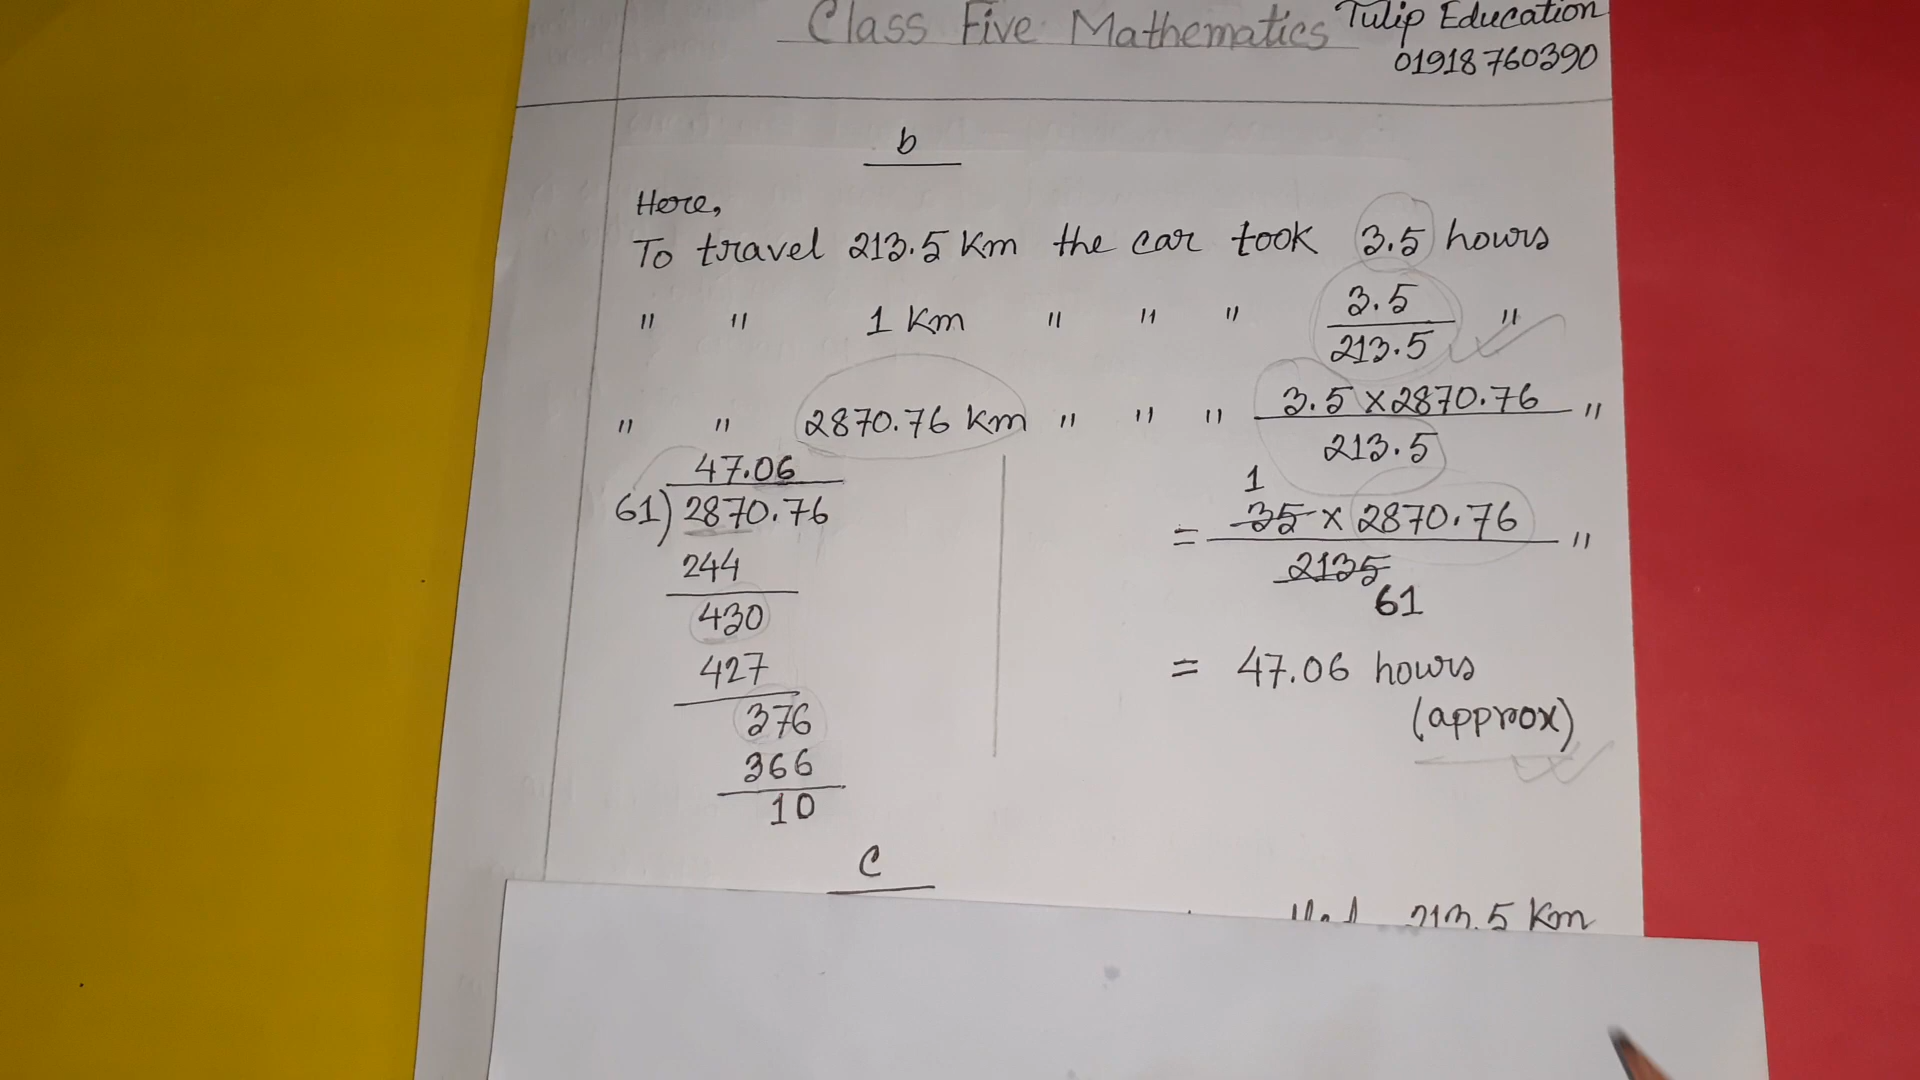 Class Five Mathematics
Tulip Education
01918760390
b
Here,
To travel 213.5 Km the car took 3.5 hours
" " 1 Km " " " 3.5 "
213.5
" " 2870.76 Km " " " 3.5 × 2870.76 "
213.5
47.06
61) 2870.76
244
430
427
376
366
10
1
= 35 × 2870.76 "
2135
61
= 47.06 hours
(approx)
C
213.5 Km